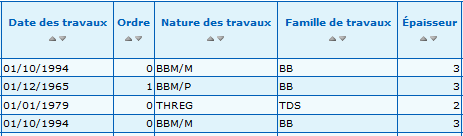 Date des travaux Ordre Nature des travaux Famille de travaux Épaisseur
01/10/1994 0 BBM/M BB 3
01/12/1965 1 BBM/P BB 3
01/01/1979 0 THREG TDS 2
01/10/1994 0 BBM/M BB 3